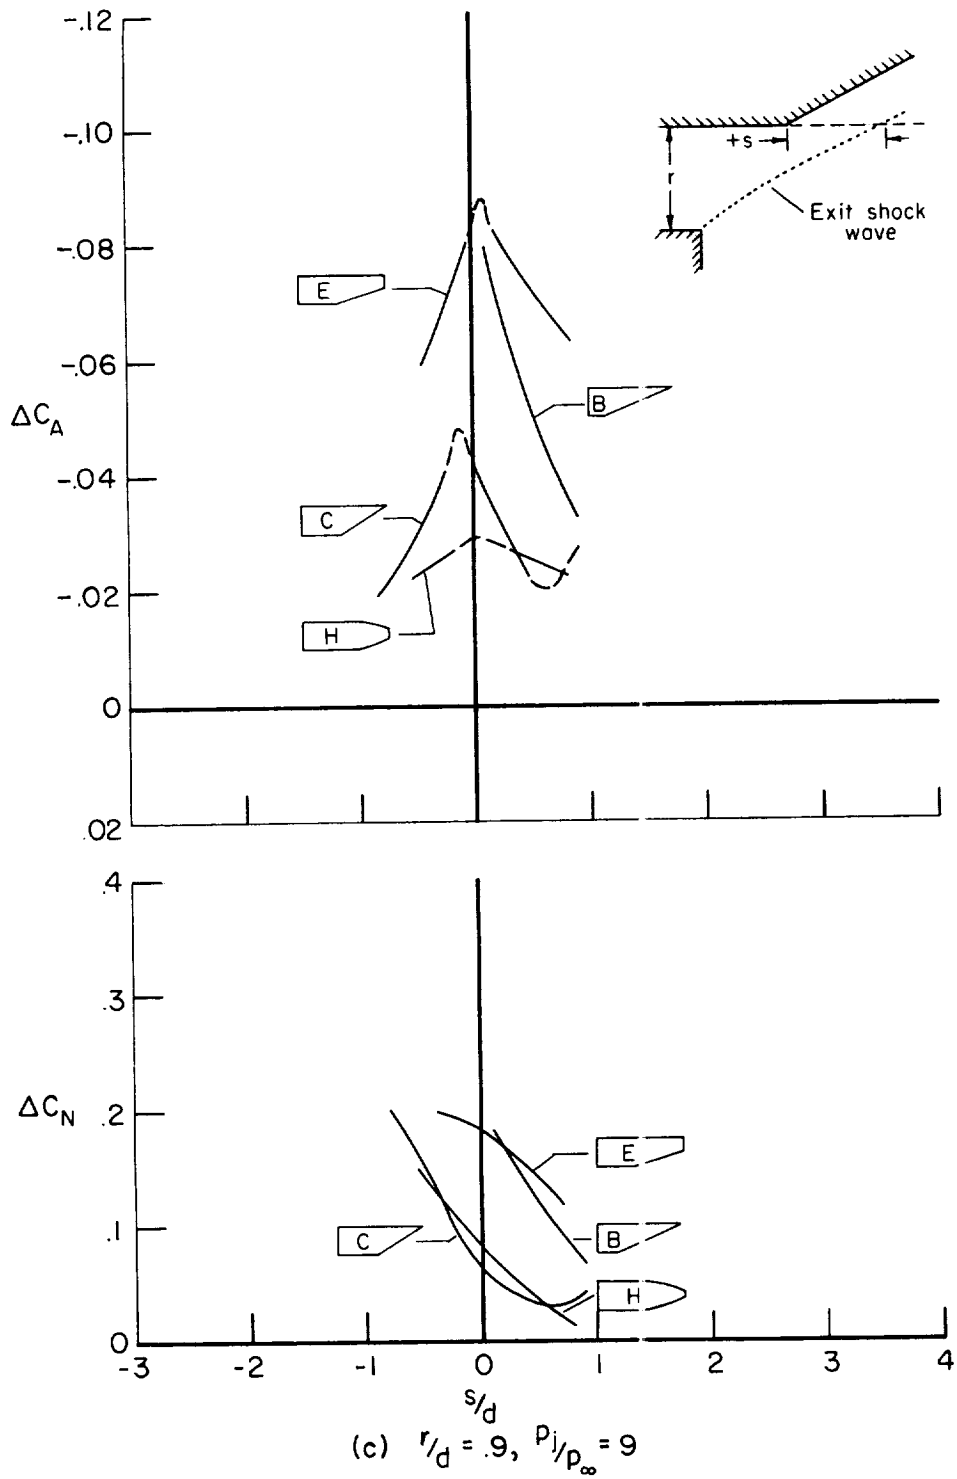 -.12
-.10
-.08
-.06
ΔC_A
-.04
-.02
0
.02
E
B
C
H
+s
r
Exit shock
wave
.4
.3
ΔC_N
.2
.1
0
E
B
C
H
-3
-2
-1
0
1
2
3
4
s/d
(c) r/d = .9, p_j/p_∞ = 9